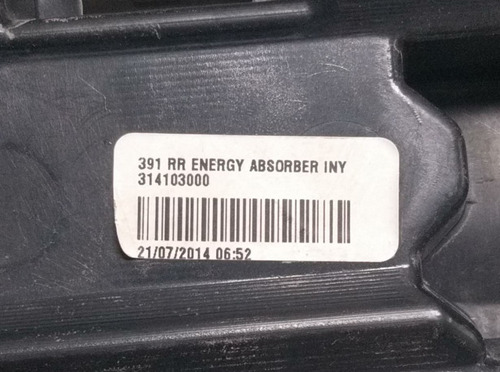 391 RR ENERGY ABSORBER INY
314103000
21/07/2014 06:52